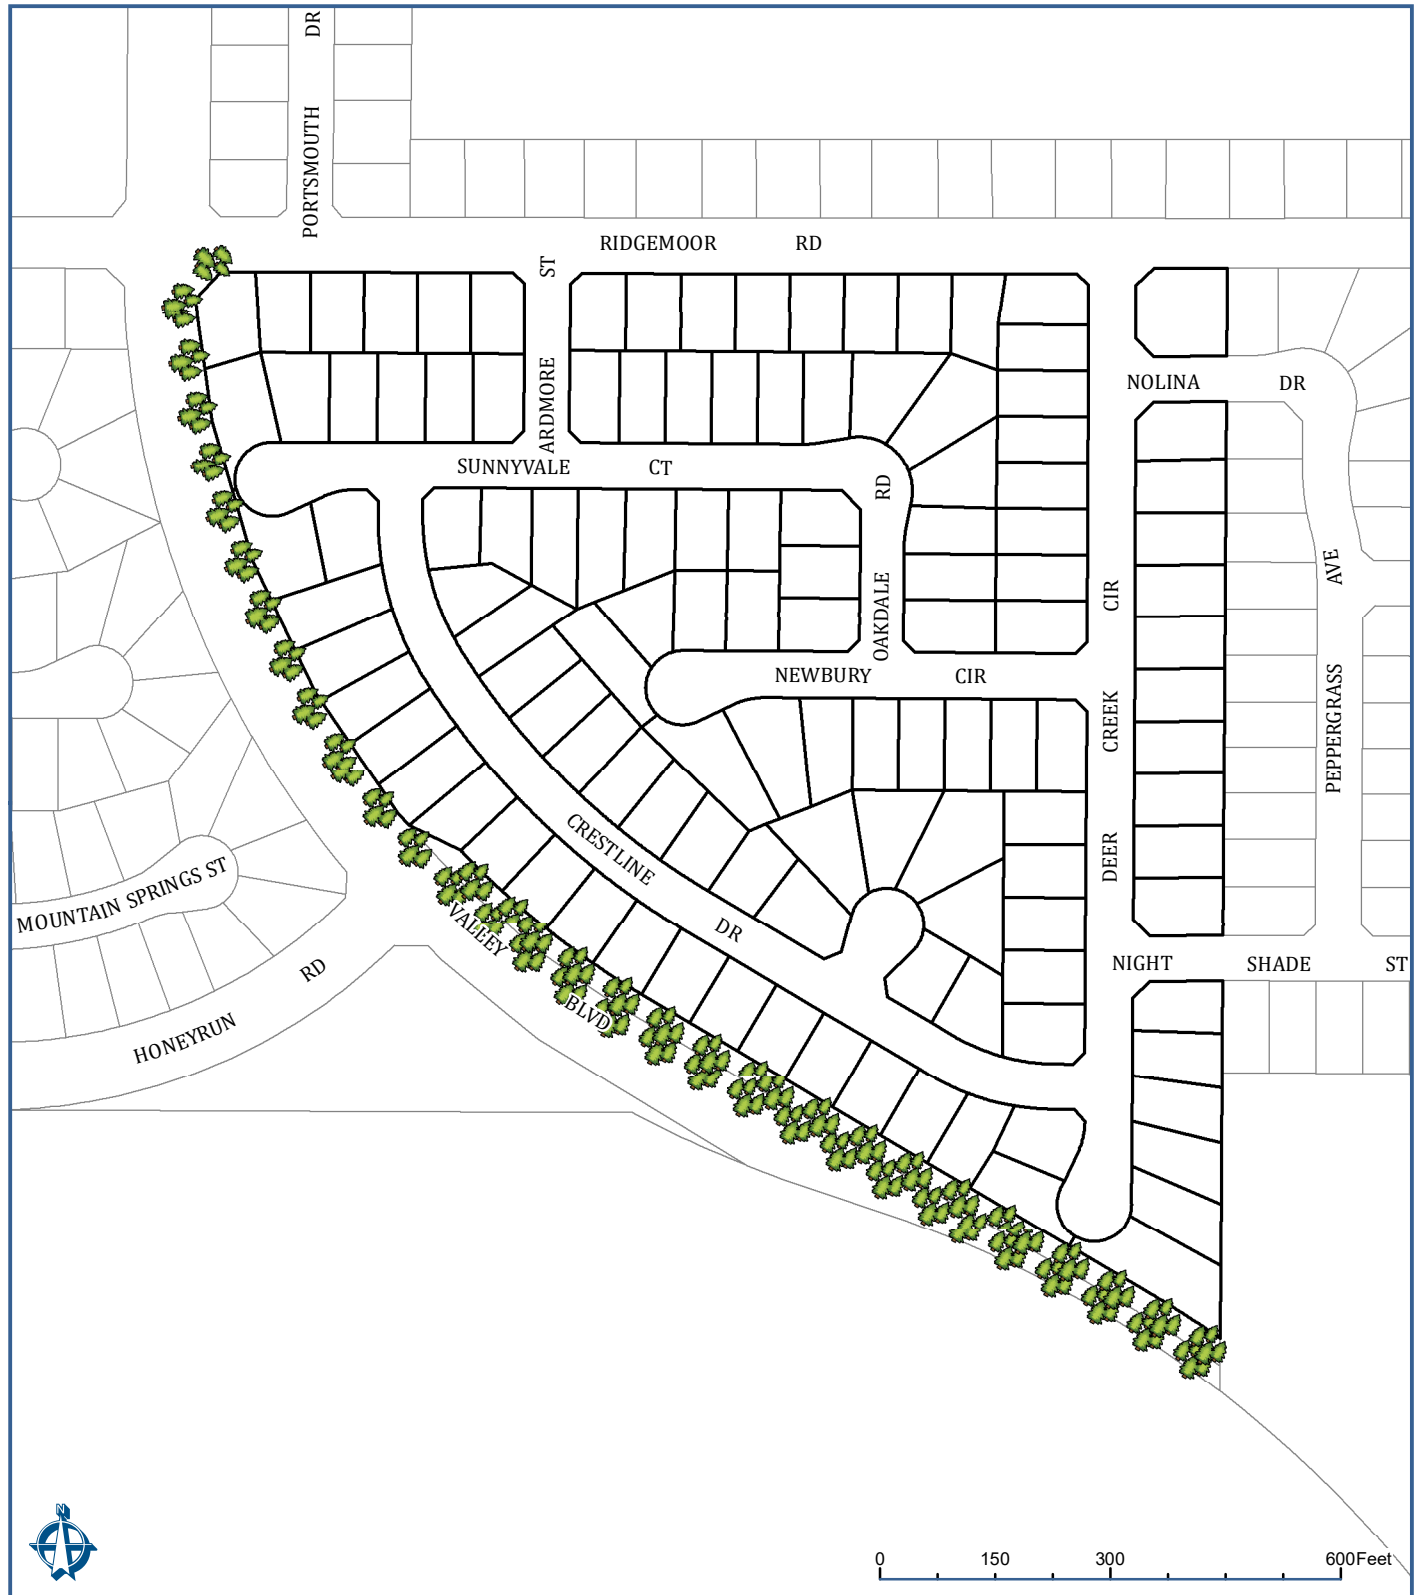 PORTSMOUTH DR
RIDGEMOOR RD
ARDMORE ST
NOLINA DR
SUNNYVALE CT
OAKDALE RD
NEWBURY CIR
DEER CREEK CIR
PEPPERGRASS AVE
CRESTLINE DR
MOUNTAIN SPRINGS ST
VALLEY BLVD
HONEYRUN RD
NIGHT SHADE ST
N
0 150 300 600Feet